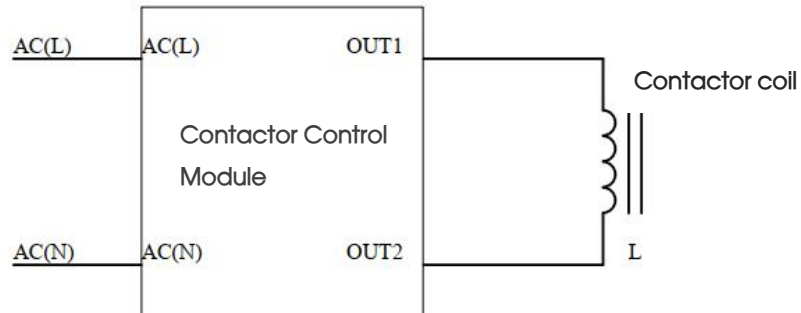 AC(L) AC(L) OUT1
Contactor coil
Contactor Control
Module
AC(N) AC(N) OUT2 L